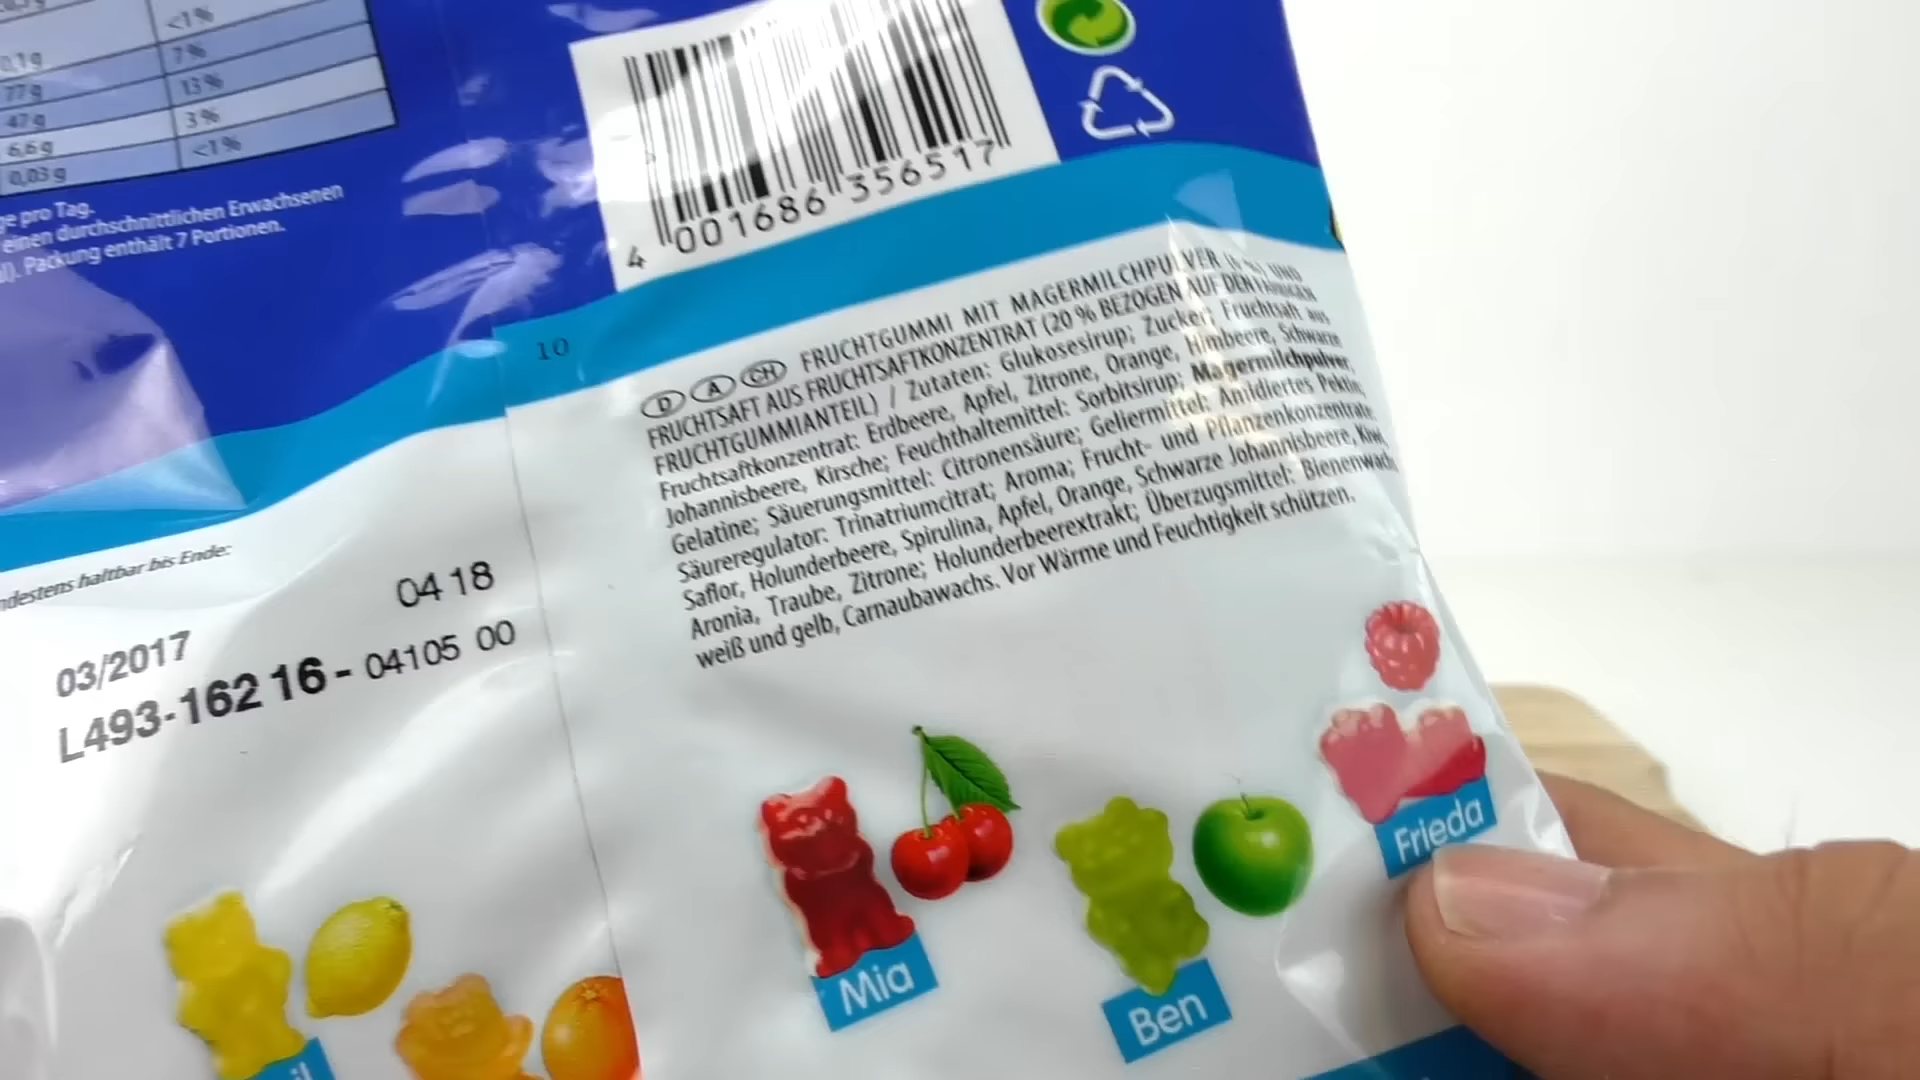 <1%
0,1 g 7 %
77 g 13 %
47 g 3 %
6,6 g <1%
0,03 g
ge pro Tag.
einen durchschnittlichen Erwachsenen
Packung enthält 7 Portionen.
4 001686 356517
10
D A CH FRUCHTGUMMI MIT MAGERMILCHPULVER UND
FRUCHTSAFT AUS FRUCHTSAFTKONZENTRAT (20 % BEZOGEN AUF DEN
FRUCHTGUMMIANTEIL) / Zutaten: Glukosesirup; Zucker; Fruchtsaft aus
Fruchtsaftkonzentrat: Erdbeere, Apfel, Zitrone, Orange, Himbeere, Schwarze
Johannisbeere, Kirsche; Feuchthaltemittel: Sorbitsirup; Magermilchpulver;
Gelatine; Säuerungsmittel: Citronensäure; Geliermittel: Amidiertes Pektin;
Säureregulator: Trinatriumcitrat; Aroma; Frucht- und Pflanzenkonzentrate:
Saflor, Holunderbeere, Spirulina, Apfel, Orange, Schwarze Johannisbeere, Kiwi,
Aronia, Traube, Zitrone; Holunderbeerextrakt; Überzugsmittel: Bienenwachs
weiß und gelb, Carnaubawachs. Vor Wärme und Feuchtigkeit schützen.
ndestens haltbar bis Ende:
04 18
03/2017
L493-162 16 - 04105 00
Frieda
Mia
Ben